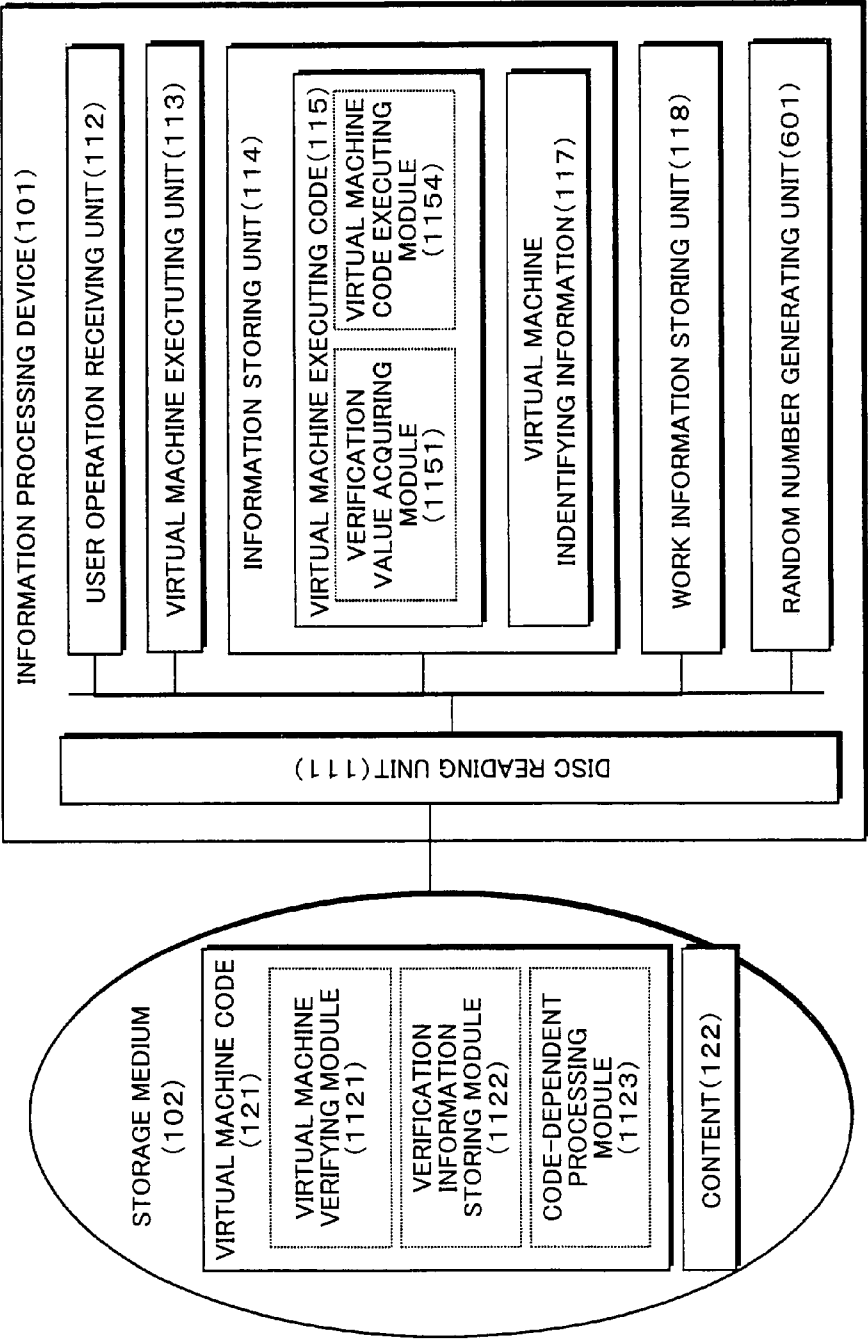 STORAGE MEDIUM
(102)
VIRTUAL MACHINE CODE
(121)
VIRTUAL MACHINE
VERIFYING MODULE
(1121)
VERIFICATION
INFORMATION
STORING MODULE
(1122)
CODE-DEPENDENT
PROCESSING
MODULE
(1123)
CONTENT(122)
INFORMATION PROCESSING DEVICE(101)
DISC READING UNIT(111)
USER OPERATION RECEIVING UNIT(112)
VIRTUAL MACHINE EXECTUTING UNIT(113)
INFORMATION STORING UNIT(114)
VIRTUAL MACHINE EXECUTING CODE(115)
VERIFICATION
VALUE ACQUIRING
MODULE
(1151)
VIRTUAL MACHINE
CODE EXECUTING
MODULE
(1154)
VIRTUAL MACHINE
INDENTIFYING INFORMATION(117)
WORK INFORMATION STORING UNIT(118)
RANDOM NUMBER GENERATING UNIT(601)